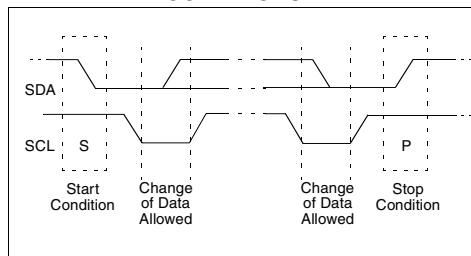 SDA
SCL
S
P
Start
Condition
Change
of Data
Allowed
Change
of Data
Allowed
Stop
Condition